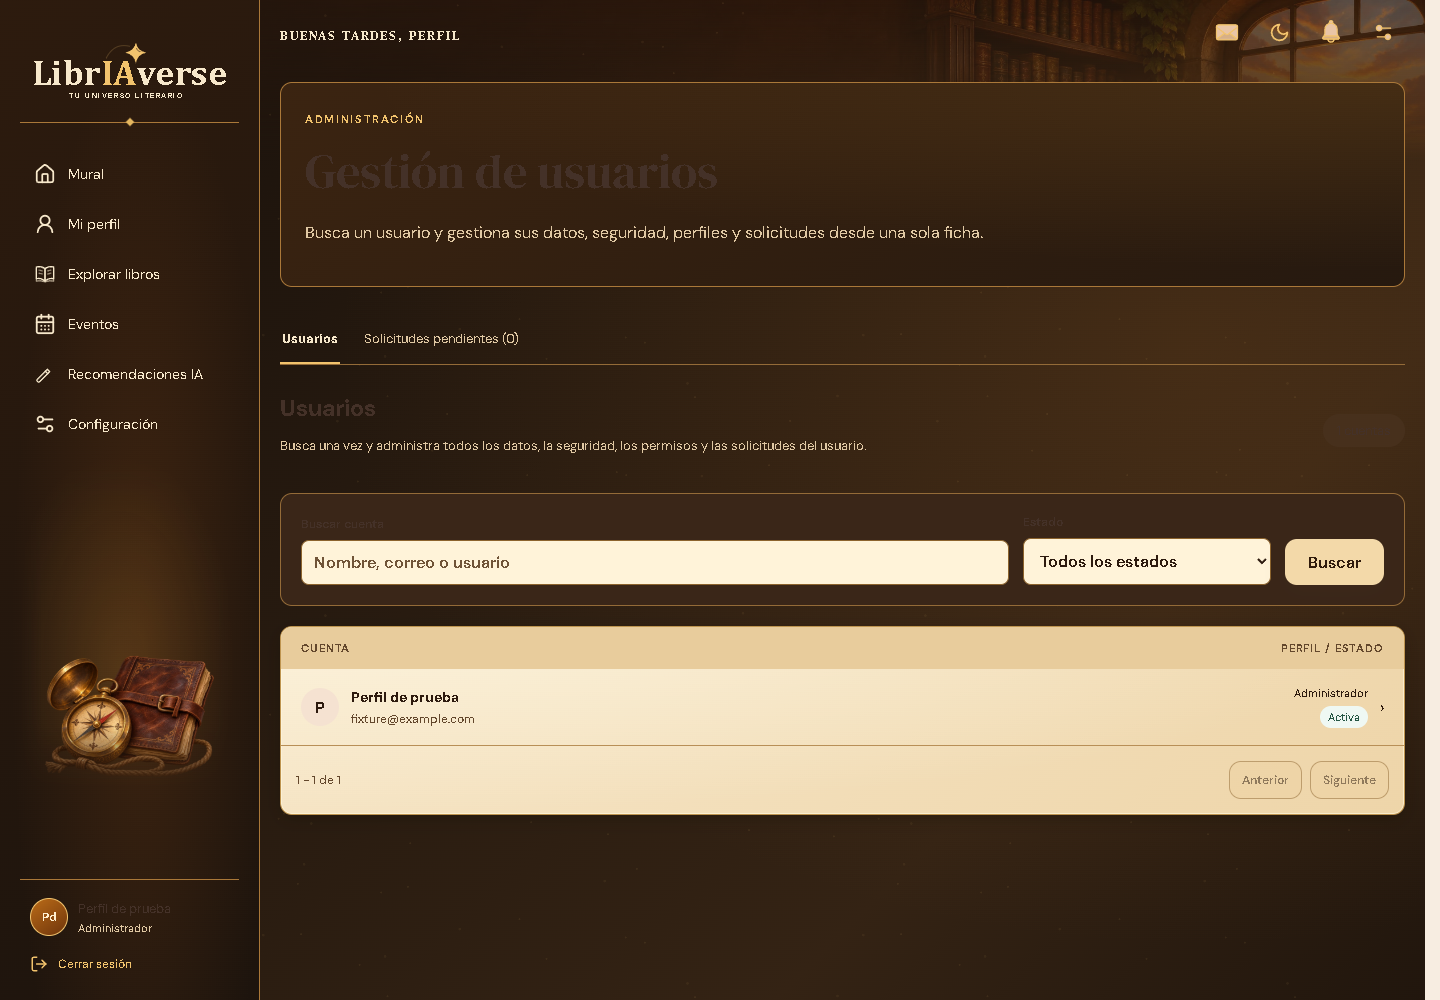 LibrIAverse
TU UNIVERSO LITERARIO
Mural
Mi perfil
Explorar libros
Eventos
Recomendaciones IA
Configuración
Perfil de prueba
Pd
Administrador
Cerrar sesión
BUENAS TARDES, PERFIL
ADMINISTRACIÓN
Gestión de usuarios
Busca un usuario y gestiona sus datos, seguridad, perfiles y solicitudes desde una sola ficha.
Usuarios Solicitudes pendientes (0)
Usuarios
Busca una vez y administra todos los datos, la seguridad, los permisos y las solicitudes del usuario.
Buscar cuenta Estado
Nombre, correo o usuario Todos los estados Buscar
CUENTA PERFIL / ESTADO
P Perfil de prueba Administrador
fixture@example.com Activa ›
1–1 de 1 Anterior Siguiente